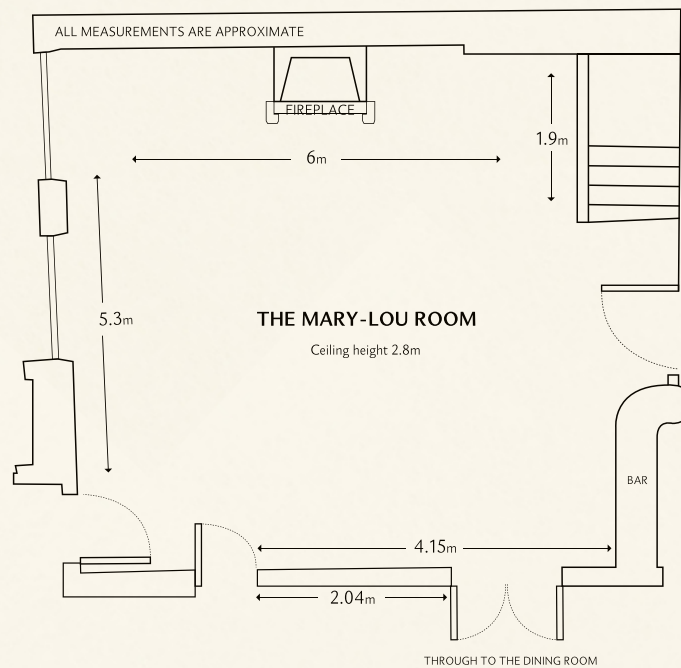 ALL MEASUREMENTS ARE APPROXIMATE
FIREPLACE
1.9m
6m
5.3m
THE MARY-LOU ROOM
Ceiling height 2.8m
BAR
4.15m
2.04m
THROUGH TO THE DINING ROOM